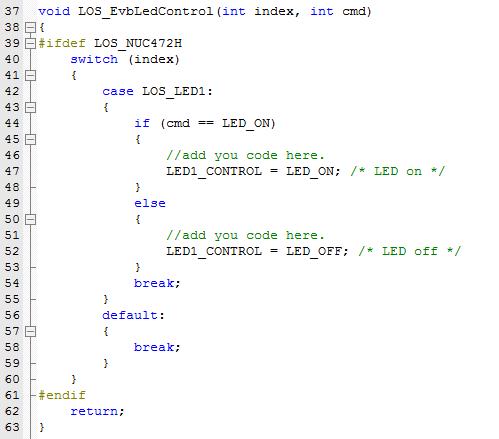 37 void LOS_EvbLedControl(int index, int cmd)
38 {
39 #ifdef LOS_NUC472H
40     switch (index)
41     {
42         case LOS_LED1:
43         {
44             if (cmd == LED_ON)
45             {
46                 //add you code here.
47                 LED1_CONTROL = LED_ON; /* LED on */
48             }
49             else
50             {
51                 //add you code here.
52                 LED1_CONTROL = LED_OFF; /* LED off */
53             }
54             break;
55         }
56         default:
57         {
58             break;
59         }
60     }
61 #endif
62     return;
63 }